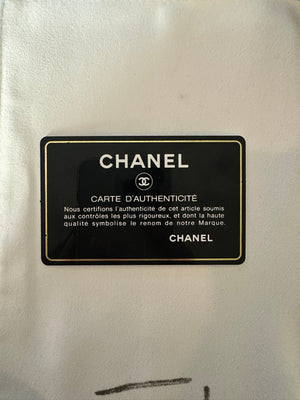 CHANEL
CARTE D'AUTHENTICITÉ
Nous certifions l'authenticité de cet article soumis
aux contrôles les plus rigoureux, et dont la haute
qualité symbolise le renom de notre Marque.
CHANEL